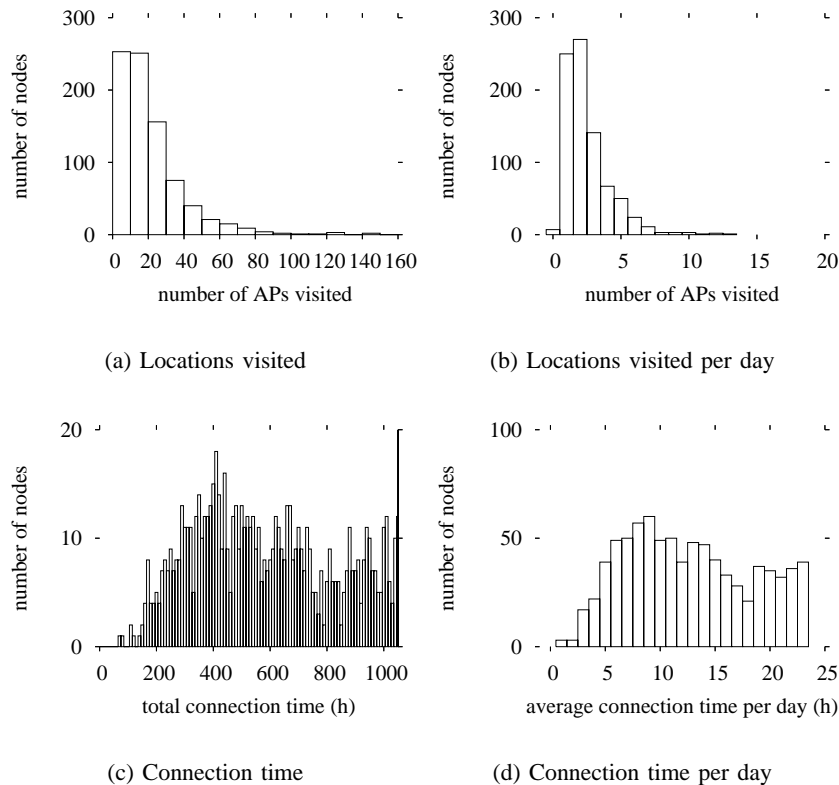 300
200
100
0
number of nodes
0 20 40 60 80 100 120 140 160
number of APs visited
(a) Locations visited
300
200
100
0
number of nodes
0 5 10 15 20
number of APs visited
(b) Locations visited per day
20
10
0
number of nodes
0 200 400 600 800 1000
total connection time (h)
(c) Connection time
100
50
0
number of nodes
0 5 10 15 20 25
average connection time per day (h)
(d) Connection time per day